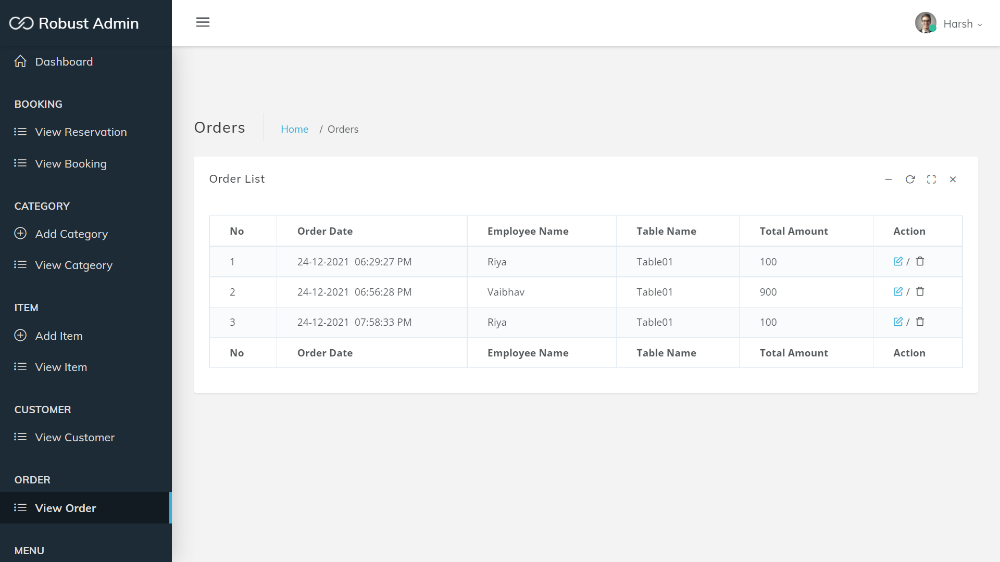 Robust Admin
Harsh
Dashboard
BOOKING
View Reservation
View Booking
CATEGORY
Add Category
View Catgeory
ITEM
Add Item
View Item
CUSTOMER
View Customer
ORDER
View Order
MENU
Orders
Home / Orders
Order List
No Order Date Employee Name Table Name Total Amount Action
1 24-12-2021 06:29:27 PM Riya Table01 100 /
2 24-12-2021 06:56:28 PM Vaibhav Table01 900 /
3 24-12-2021 07:58:33 PM Riya Table01 100 /
No Order Date Employee Name Table Name Total Amount Action